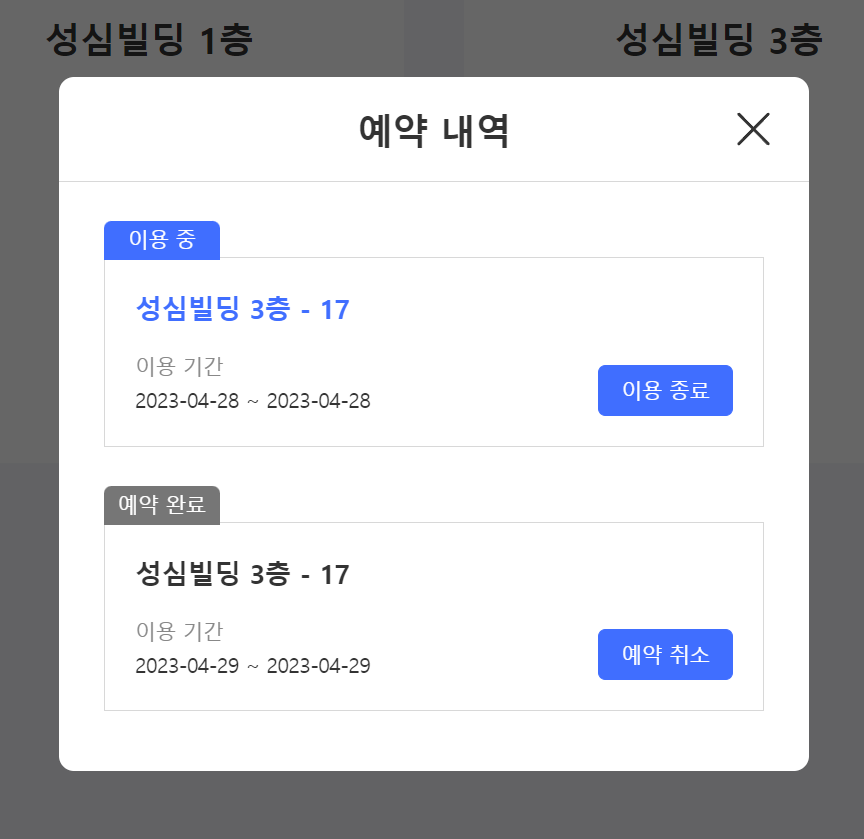 성심빌딩 1층
성심빌딩 3층
예약 내역
이용 중
성심빌딩 3층 - 17
이용 기간
2023-04-28 ~ 2023-04-28
이용 종료
예약 완료
성심빌딩 3층 - 17
이용 기간
2023-04-29 ~ 2023-04-29
예약 취소